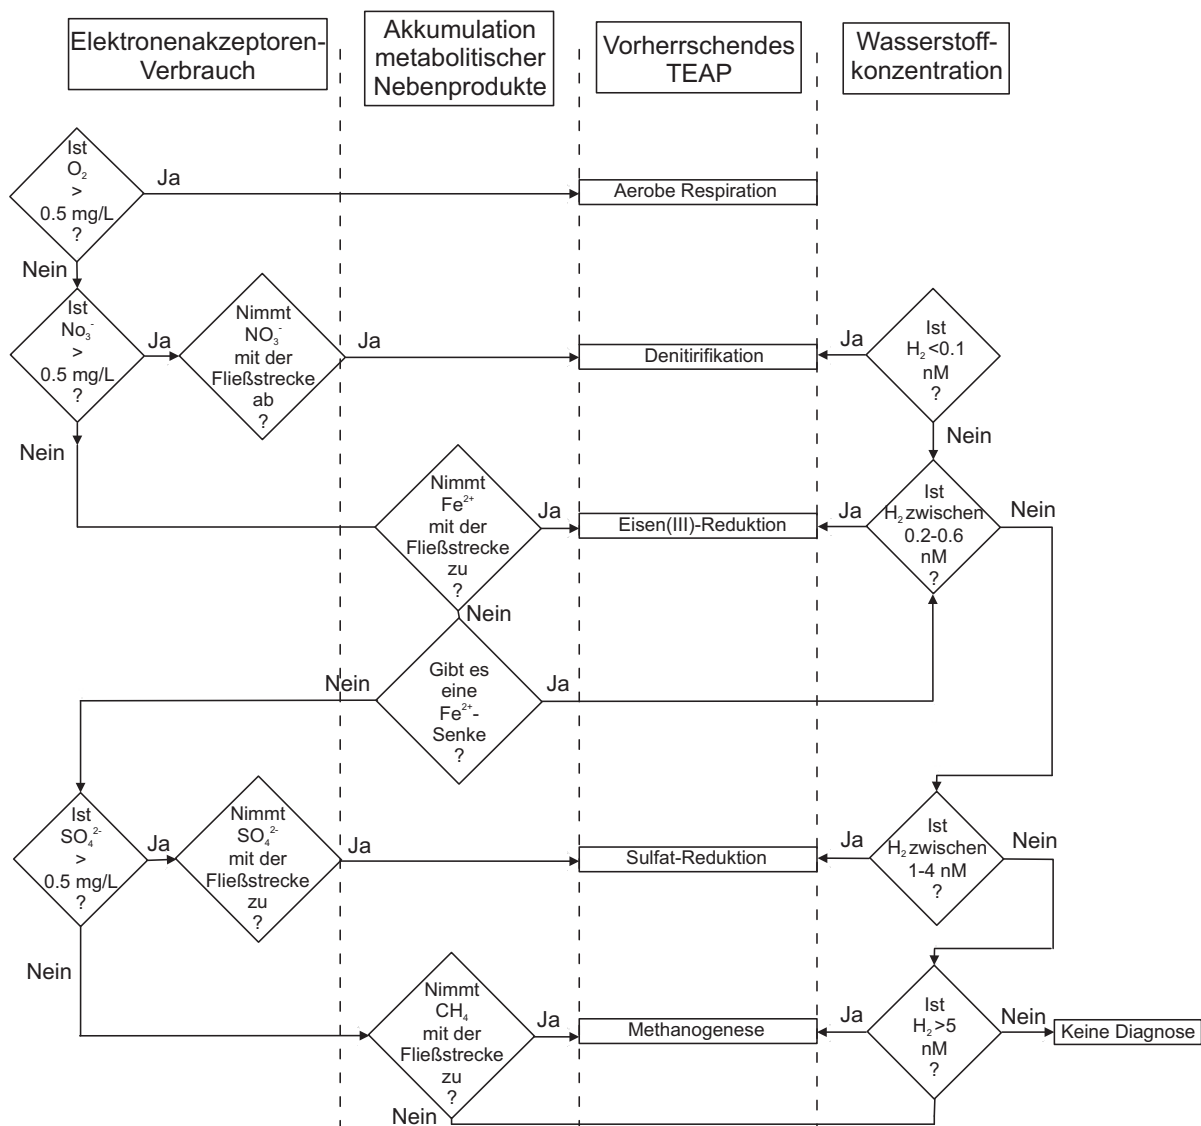 Elektronenakzeptoren-
Verbrauch
Akkumulation
metabolitischer
Nebenprodukte
Vorherrschendes
TEAP
Wasserstoff-
konzentration
Ist
O₂
>
0.5 mg/L
?
Ja
Aerobe Respiration
Nein
Ist
No₃⁻
>
0.5 mg/L
?
Ja
Nimmt
NO₃⁻
mit der
Fließstrecke
ab
?
Ja
Denitirifikation
Ja
Ist
H₂<0.1
nM
?
Nein
Nein
Nimmt
Fe²⁺
mit der
Fließstrecke
zu
?
Ja
Eisen(III)-Reduktion
Ja
Ist
H₂ zwischen
0.2-0.6
nM
?
Nein
Nein
Gibt es
eine
Fe²⁺-
Senke
?
Nein
Ja
Ist
SO₄²⁻
>
0.5 mg/L
?
Ja
Nimmt
SO₄²⁻
mit der
Fließstrecke
zu
?
Ja
Sulfat-Reduktion
Ja
Ist
H₂ zwischen
1-4 nM
?
Nein
Nein
Nimmt
CH₄
mit der
Fließstrecke
zu
?
Ja
Methanogenese
Ja
Ist
H₂>5
nM
?
Nein
Keine Diagnose
Nein